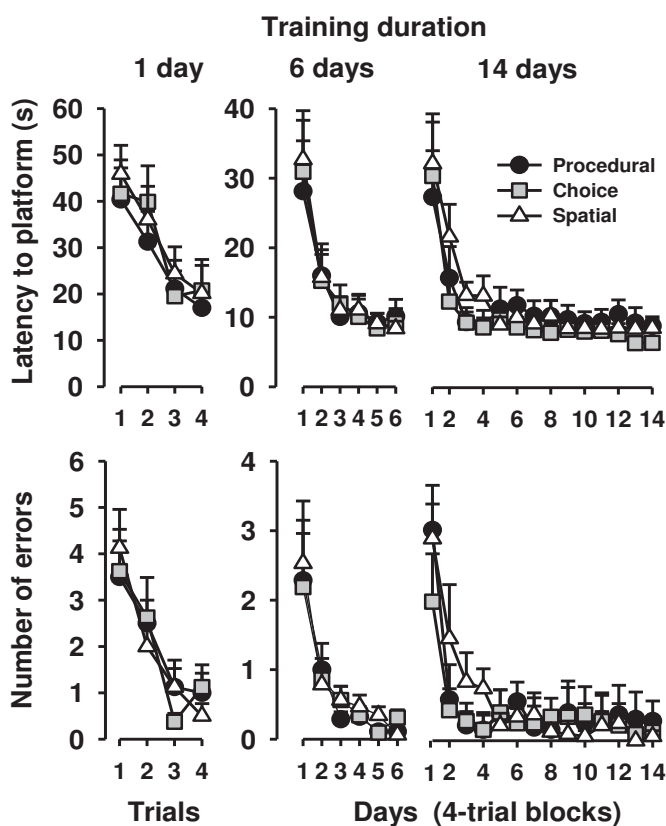 Training duration
1 day 6 days 14 days
Latency to platform (s)
60 50 40 30 20 10 0
1 2 3 4
40 30 20 10 0
1 2 3 4 5 6
Procedural
Choice
Spatial
1 2 4 6 8 10 12 14
Number of errors
6 5 4 3 2 1 0
1 2 3 4
4 3 2 1 0
1 2 3 4 5 6
1 2 4 6 8 10 12 14
Trials Days (4-trial blocks)